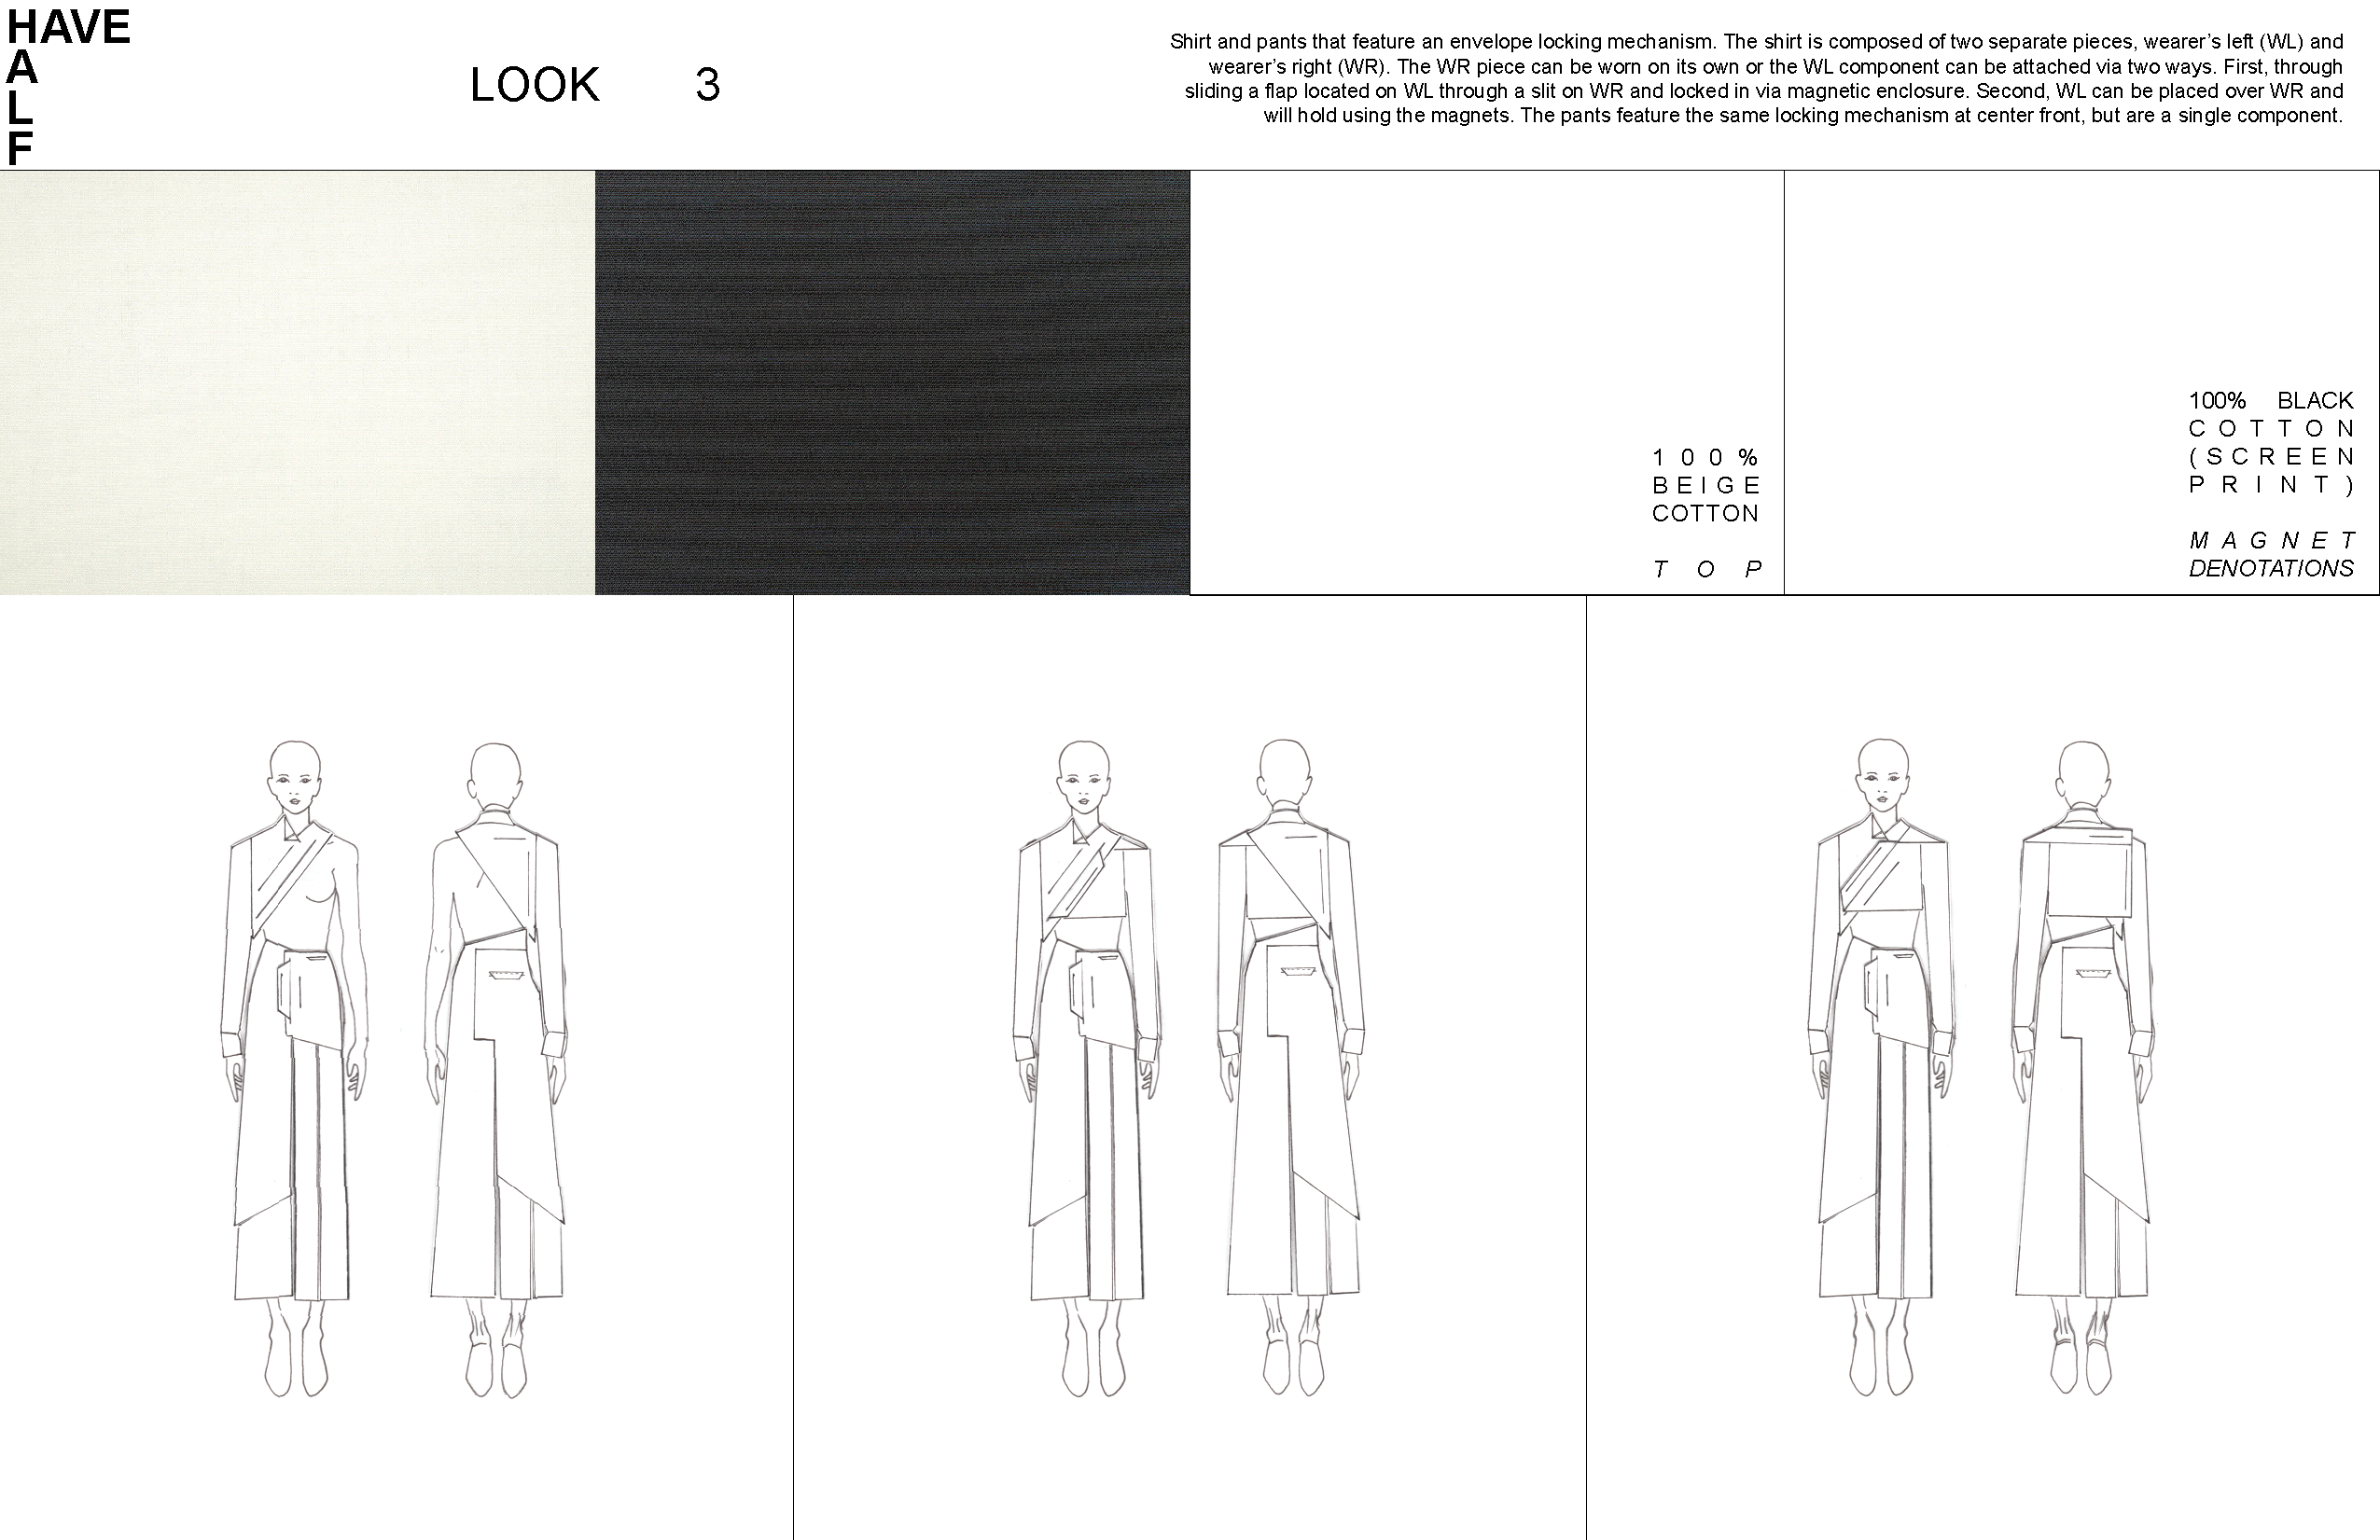 HAVE
A
L
F
LOOK 3
Shirt and pants that feature an envelope locking mechanism. The shirt is composed of two separate pieces, wearer's left (WL) and
wearer's right (WR). The WR piece can be worn on its own or the WL component can be attached via two ways. First, through
sliding a flap located on WL through a slit on WR and locked in via magnetic enclosure. Second, WL can be placed over WR and
will hold using the magnets. The pants feature the same locking mechanism at center front, but are a single component.
100%
BEIGE
COTTON
TOP
100% BLACK
COTTON
(SCREEN
PRINT)
MAGNET
DENOTATIONS